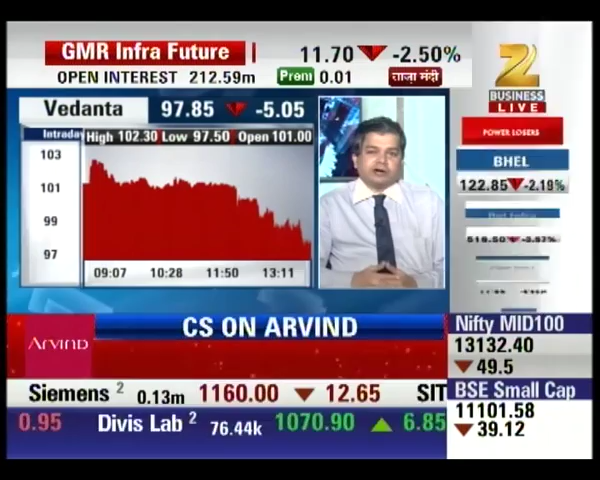 GMR Infra Future 11.70 -2.50%
OPEN INTEREST 212.59m Prem 0.01 ताज़ा मंदी
Z
BUSINESS
LIVE
POWER LOSERS
BHEL
122.85 -2.19%
Vedanta 97.85 -5.05
Intraday High 102.30 Low 97.50 Open 101.00
103
101
99
97
09:07 10:28 11:50 13:11
ARVIND
CS ON ARVIND
Nifty MID100
13132.40
49.5
BSE Small Cap
11101.58
39.12
Siemens 2 0.13m 1160.00 12.65 SIT
0.95 Divis Lab 2 76.44k 1070.90 6.85